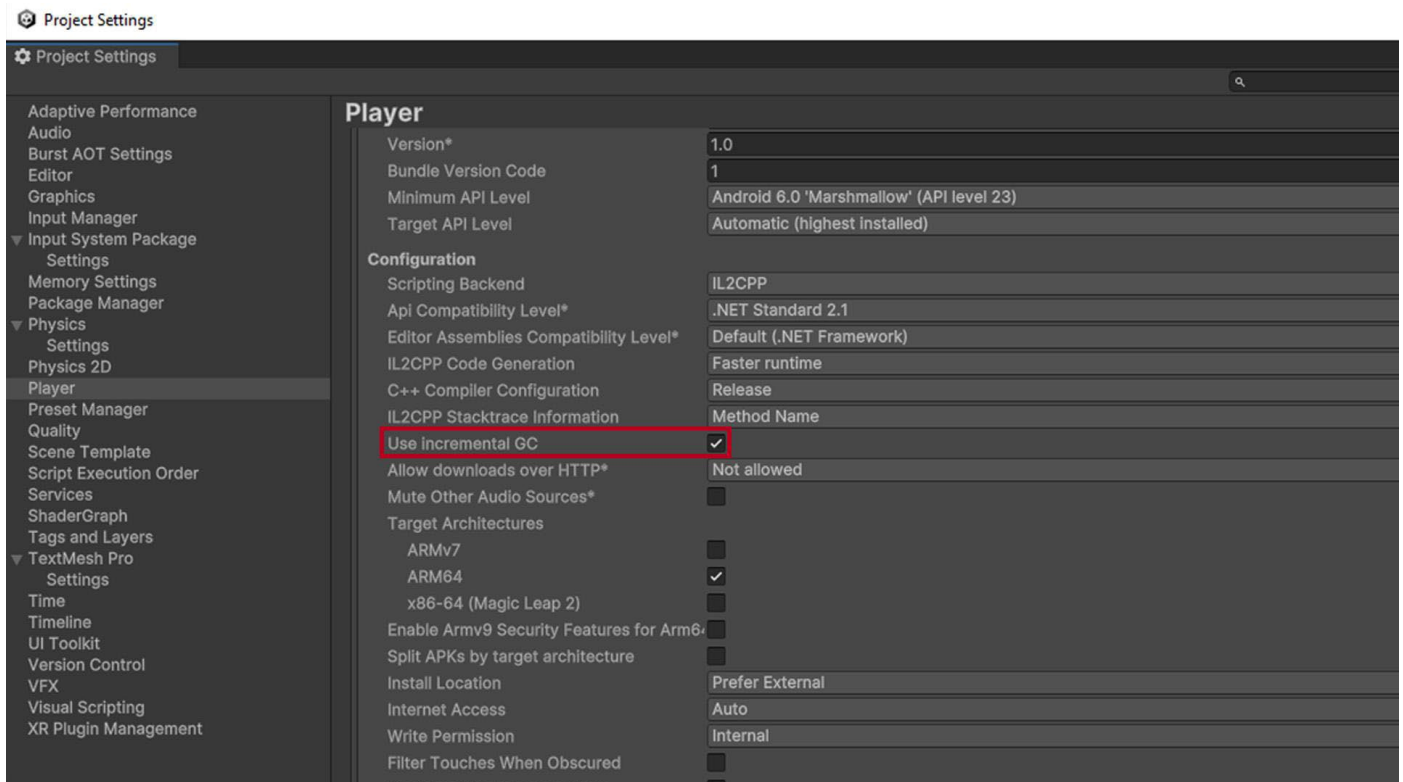 Project Settings
Project Settings
Adaptive Performance
Audio
Burst AOT Settings
Editor
Graphics
Input Manager
Input System Package
Settings
Memory Settings
Package Manager
Physics
Settings
Physics 2D
Player
Preset Manager
Quality
Scene Template
Script Execution Order
Services
ShaderGraph
Tags and Layers
TextMesh Pro
Settings
Time
Timeline
UI Toolkit
Version Control
VFX
Visual Scripting
XR Plugin Management
Player
Version* 1.0
Bundle Version Code 1
Minimum API Level Android 6.0 'Marshmallow' (API level 23)
Target API Level Automatic (highest installed)
Configuration
Scripting Backend IL2CPP
Api Compatibility Level* .NET Standard 2.1
Editor Assemblies Compatibility Level* Default (.NET Framework)
IL2CPP Code Generation Faster runtime
C++ Compiler Configuration Release
IL2CPP Stacktrace Information Method Name
Use incremental GC
Allow downloads over HTTP* Not allowed
Mute Other Audio Sources*
Target Architectures
ARMv7
ARM64
x86-64 (Magic Leap 2)
Enable Armv9 Security Features for Arm64
Split APKs by target architecture
Install Location Prefer External
Internet Access Auto
Write Permission Internal
Filter Touches When Obscured